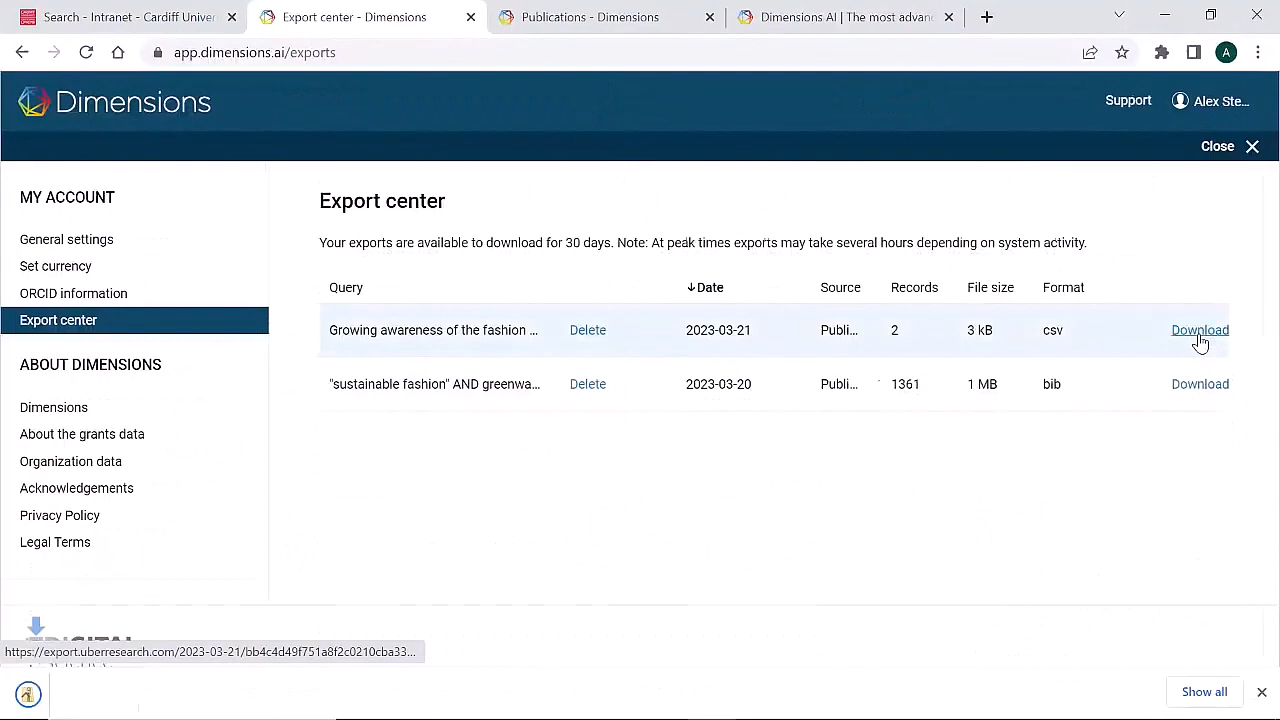 Search - Intranet - Cardiff Univer
Export center - Dimensions
Publications - Dimensions
Dimensions AI | The most advan
app.dimensions.ai/exports
A
Dimensions
Support
Alex Ste...
Close
MY ACCOUNT
General settings
Set currency
ORCID information
Export center
ABOUT DIMENSIONS
Dimensions
About the grants data
Organization data
Acknowledgements
Privacy Policy
Legal Terms
Export center
Your exports are available to download for 30 days. Note: At peak times exports may take several hours depending on system activity.
Query ↓Date Source Records File size Format
Growing awareness of the fashion ... Delete 2023-03-21 Publi... 2 3 kB csv Download
"sustainable fashion" AND greenwa... Delete 2023-03-20 Publi... 1361 1 MB bib Download
https://export.uberresearch.com/2023-03-21/bb4c4d49f751a8f2c0210cba33...
Show all